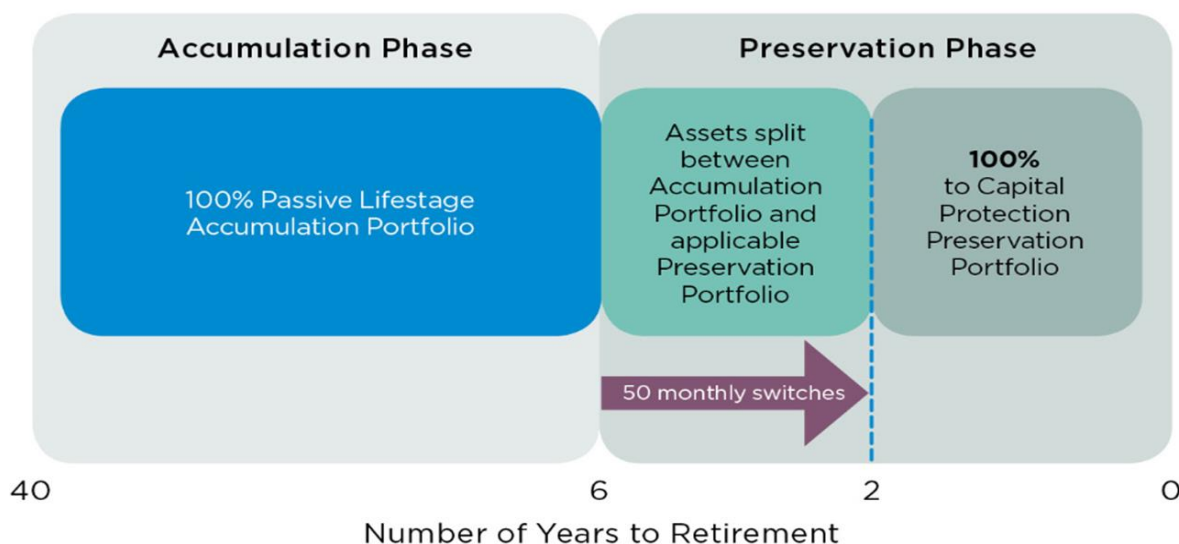 Accumulation Phase
Preservation Phase
100% Passive Lifestage
Accumulation Portfolio
Assets split
between
Accumulation
Portfolio and
applicable
Preservation
Portfolio
100%
to Capital
Protection
Preservation
Portfolio
50 monthly switches
40
6
2
0
Number of Years to Retirement